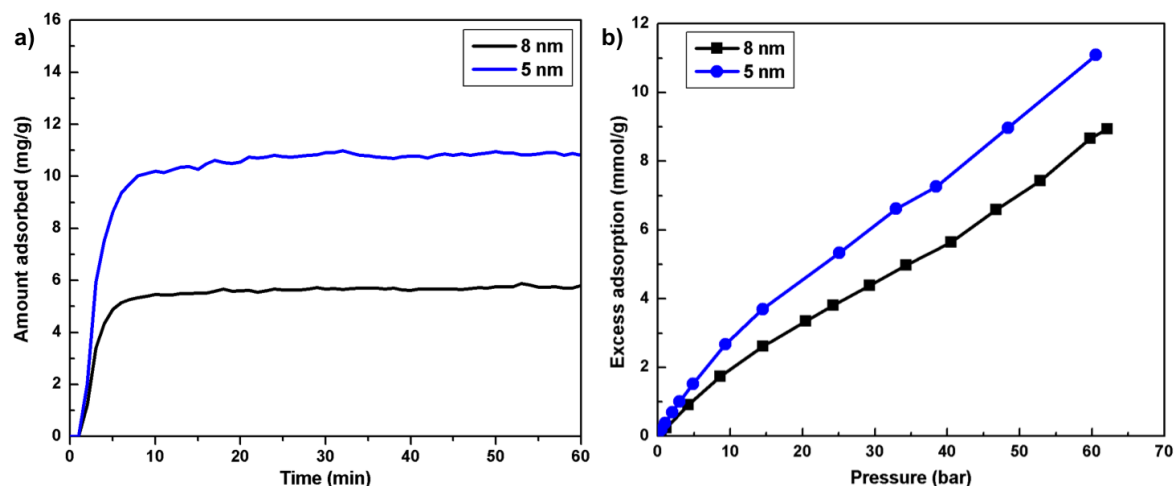 a)
Amount adsorbed (mg/g)
16
14
12
10
8
6
4
2
0
8 nm
5 nm
0 10 20 30 40 50 60
Time (min)
b)
Excess adsorption (mmol/g)
12
10
8
6
4
2
0
8 nm
5 nm
0 10 20 30 40 50 60 70
Pressure (bar)